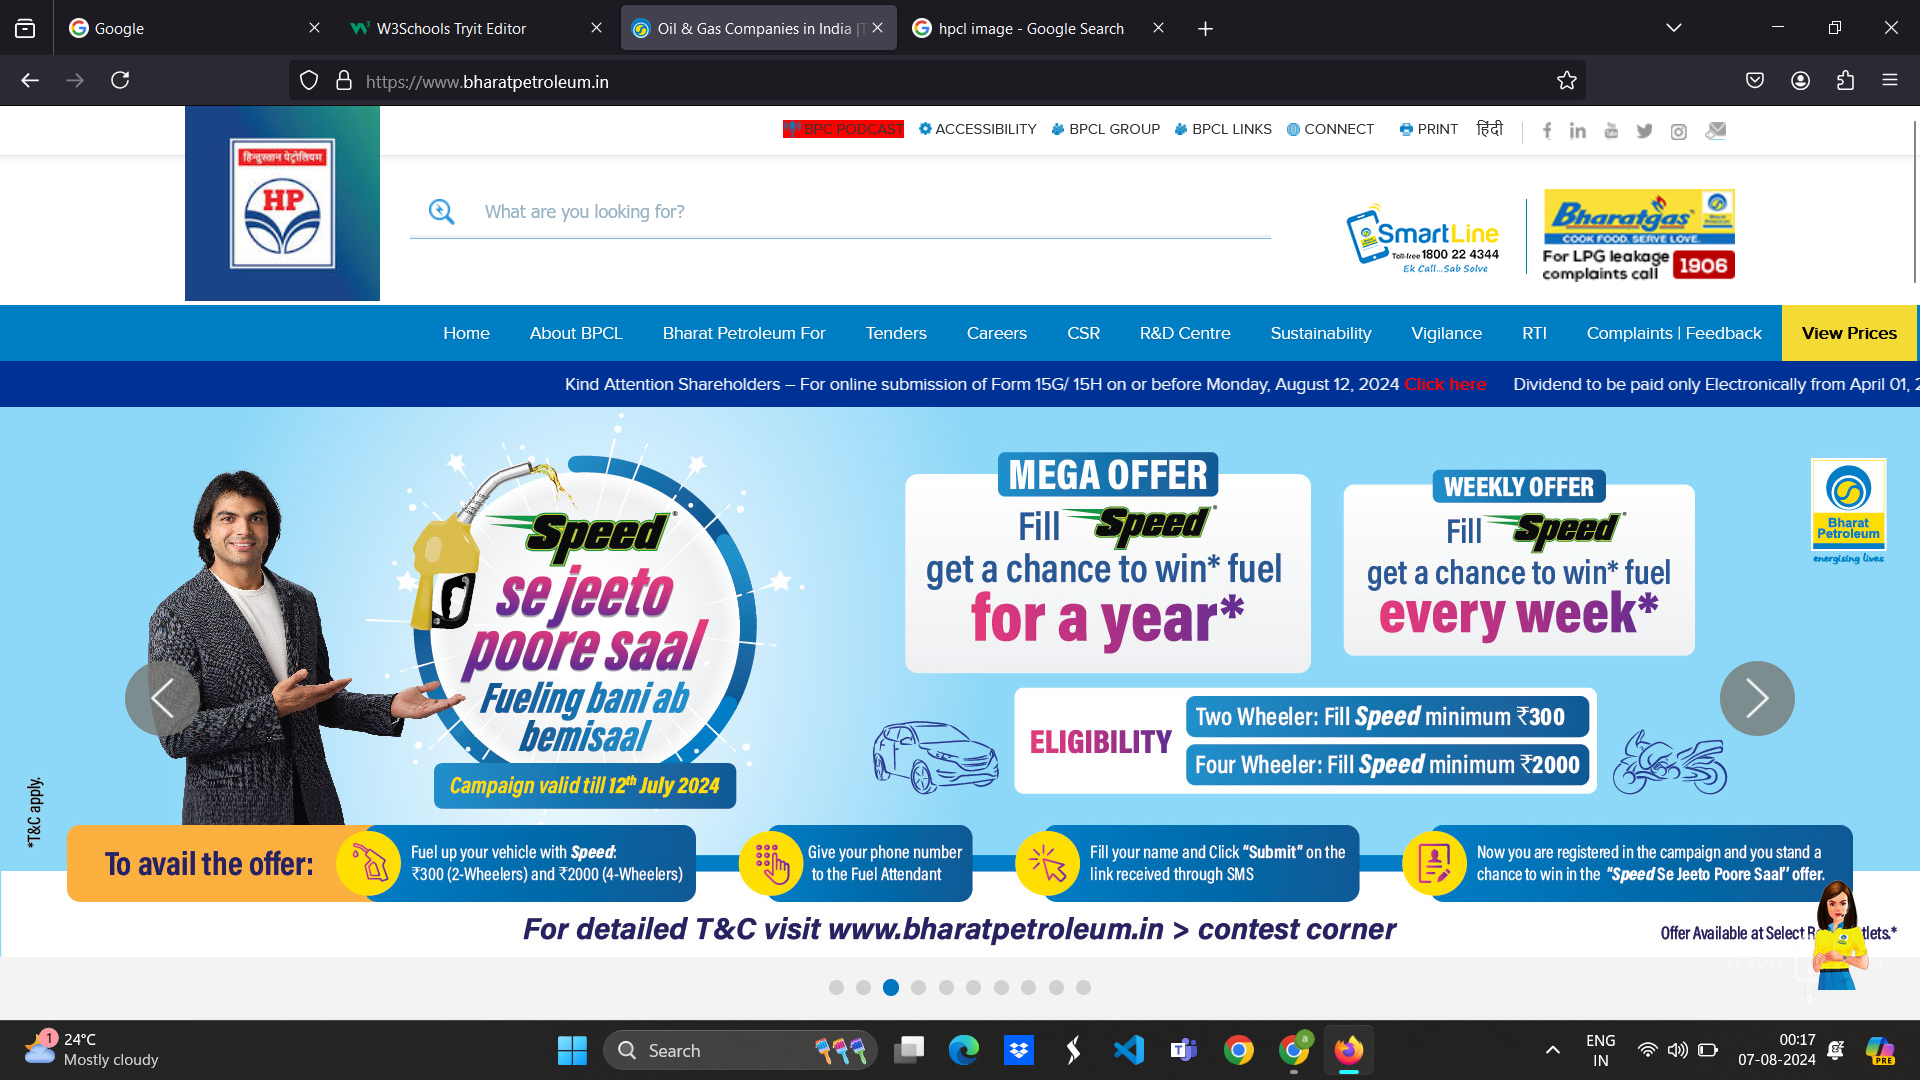 Google
W3Schools Tryit Editor
Oil & Gas Companies in India |T
hpcl image - Google Search
https://www.bharatpetroleum.in
BPC PODCAST
ACCESSIBILITY
BPCL GROUP
BPCL LINKS
CONNECT
PRINT
हिंदी
हिन्दुस्तान पेट्रोलियम
HP
What are you looking for?
SmartLine
Toll-free 1800 22 4344
Ek Call...Sab Solve
Bharatgas
COOK FOOD. SERVE LOVE.
For LPG leakage
complaints call 1906
Home
About BPCL
Bharat Petroleum For
Tenders
Careers
CSR
R&D Centre
Sustainability
Vigilance
RTI
Complaints | Feedback
View Prices
Kind Attention Shareholders – For online submission of Form 15G/ 15H on or before Monday, August 12, 2024 Click here
Dividend to be paid only Electronically from April 01, 2
Speed
se jeeto
poore saal
Fueling bani ab
bemisaal
Campaign valid till 12th July 2024
MEGA OFFER
Fill Speed
get a chance to win* fuel
for a year*
WEEKLY OFFER
Fill Speed
get a chance to win* fuel
every week*
Bharat
Petroleum
energising lives
ELIGIBILITY
Two Wheeler: Fill Speed minimum ₹300
Four Wheeler: Fill Speed minimum ₹2000
*T&C apply.
To avail the offer:
Fuel up your vehicle with Speed:
₹300 (2-Wheelers) and ₹2000 (4-Wheelers)
Give your phone number
to the Fuel Attendant
Fill your name and Click “Submit” on the
link received through SMS
Now you are registered in the campaign and you stand a
chance to win in the “Speed Se Jeeto Poore Saal” offer.
For detailed T&C visit www.bharatpetroleum.in > contest corner
Offer Available at Select
24°C
Mostly cloudy
1
Search
ENG
IN
00:17
07-08-2024
PRE